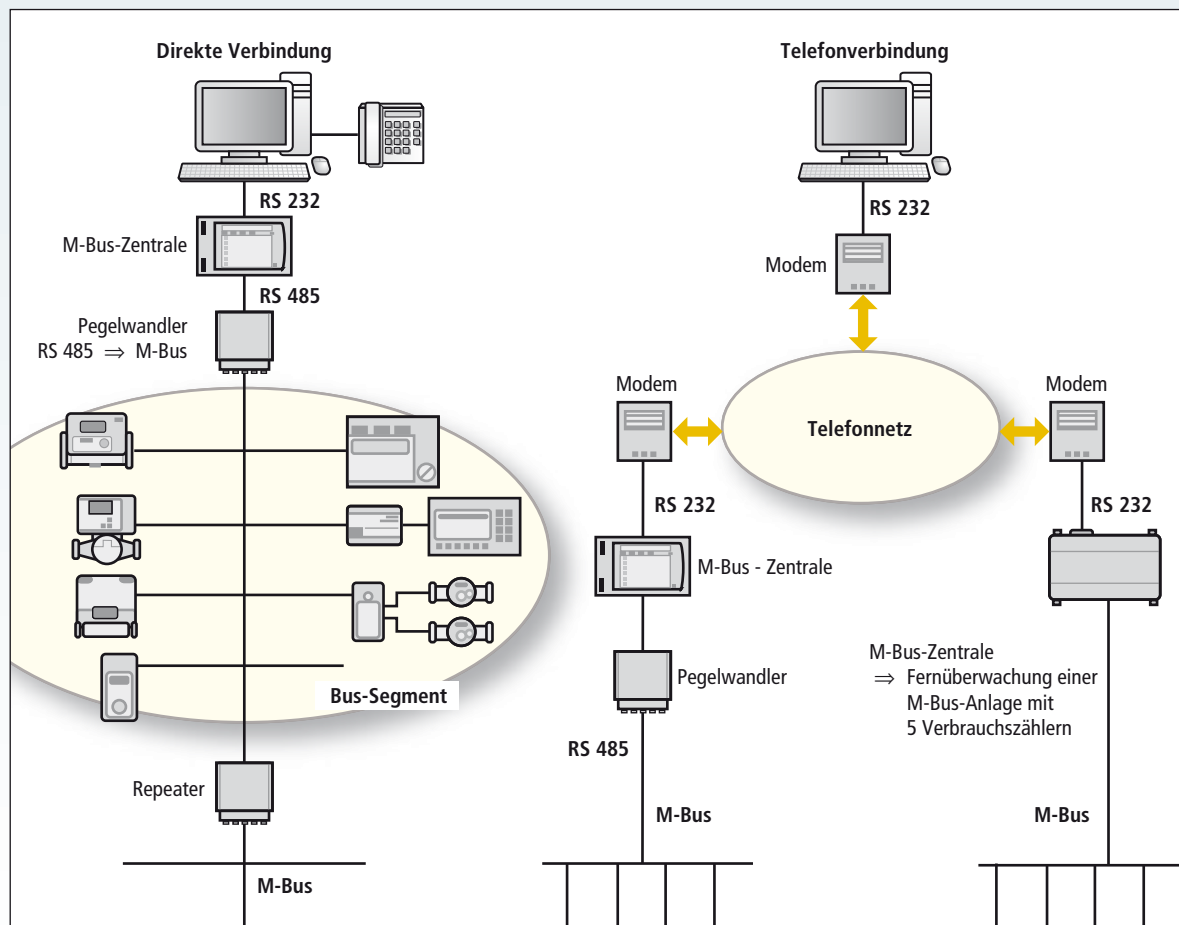 Direkte Verbindung
RS 232
M-Bus-Zentrale
RS 485
Pegelwandler
RS 485 ⇒ M-Bus
Bus-Segment
Repeater
M-Bus
Telefonverbindung
RS 232
Modem
Telefonnetz
Modem
RS 232
M-Bus - Zentrale
Pegelwandler
RS 485
M-Bus
Modem
RS 232
M-Bus-Zentrale
⇒ Fernüberwachung einer
M-Bus-Anlage mit
5 Verbrauchszählern
M-Bus